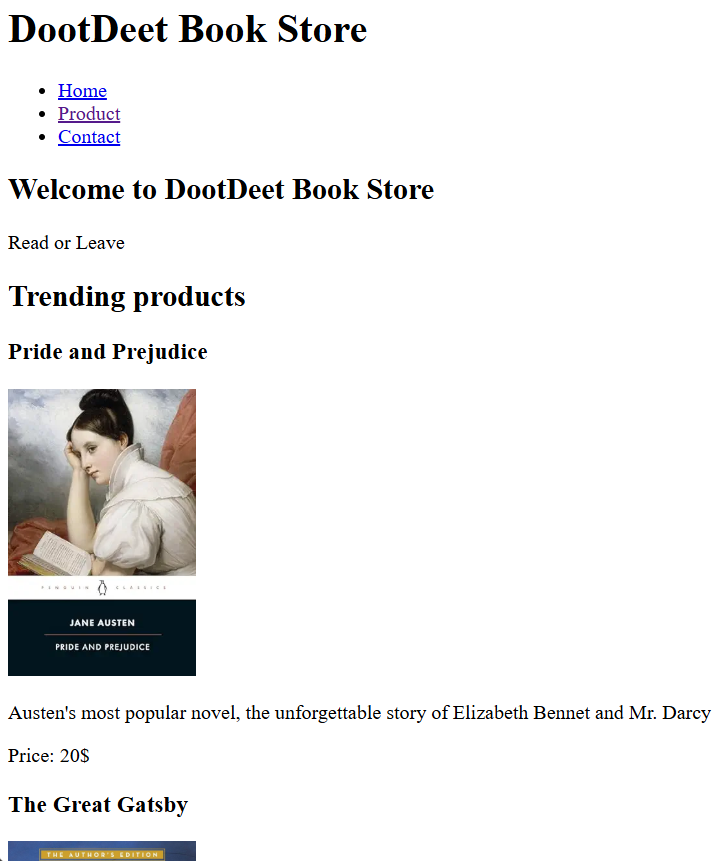 DootDeet Book Store
Home
Product
Contact
Welcome to DootDeet Book Store
Read or Leave
Trending products
Pride and Prejudice
PENGUIN CLASSICS
JANE AUSTEN
PRIDE AND PREJUDICE
Austen's most popular novel, the unforgettable story of Elizabeth Bennet and Mr. Darcy
Price: 20$
The Great Gatsby
THE AUTHOR'S EDITION